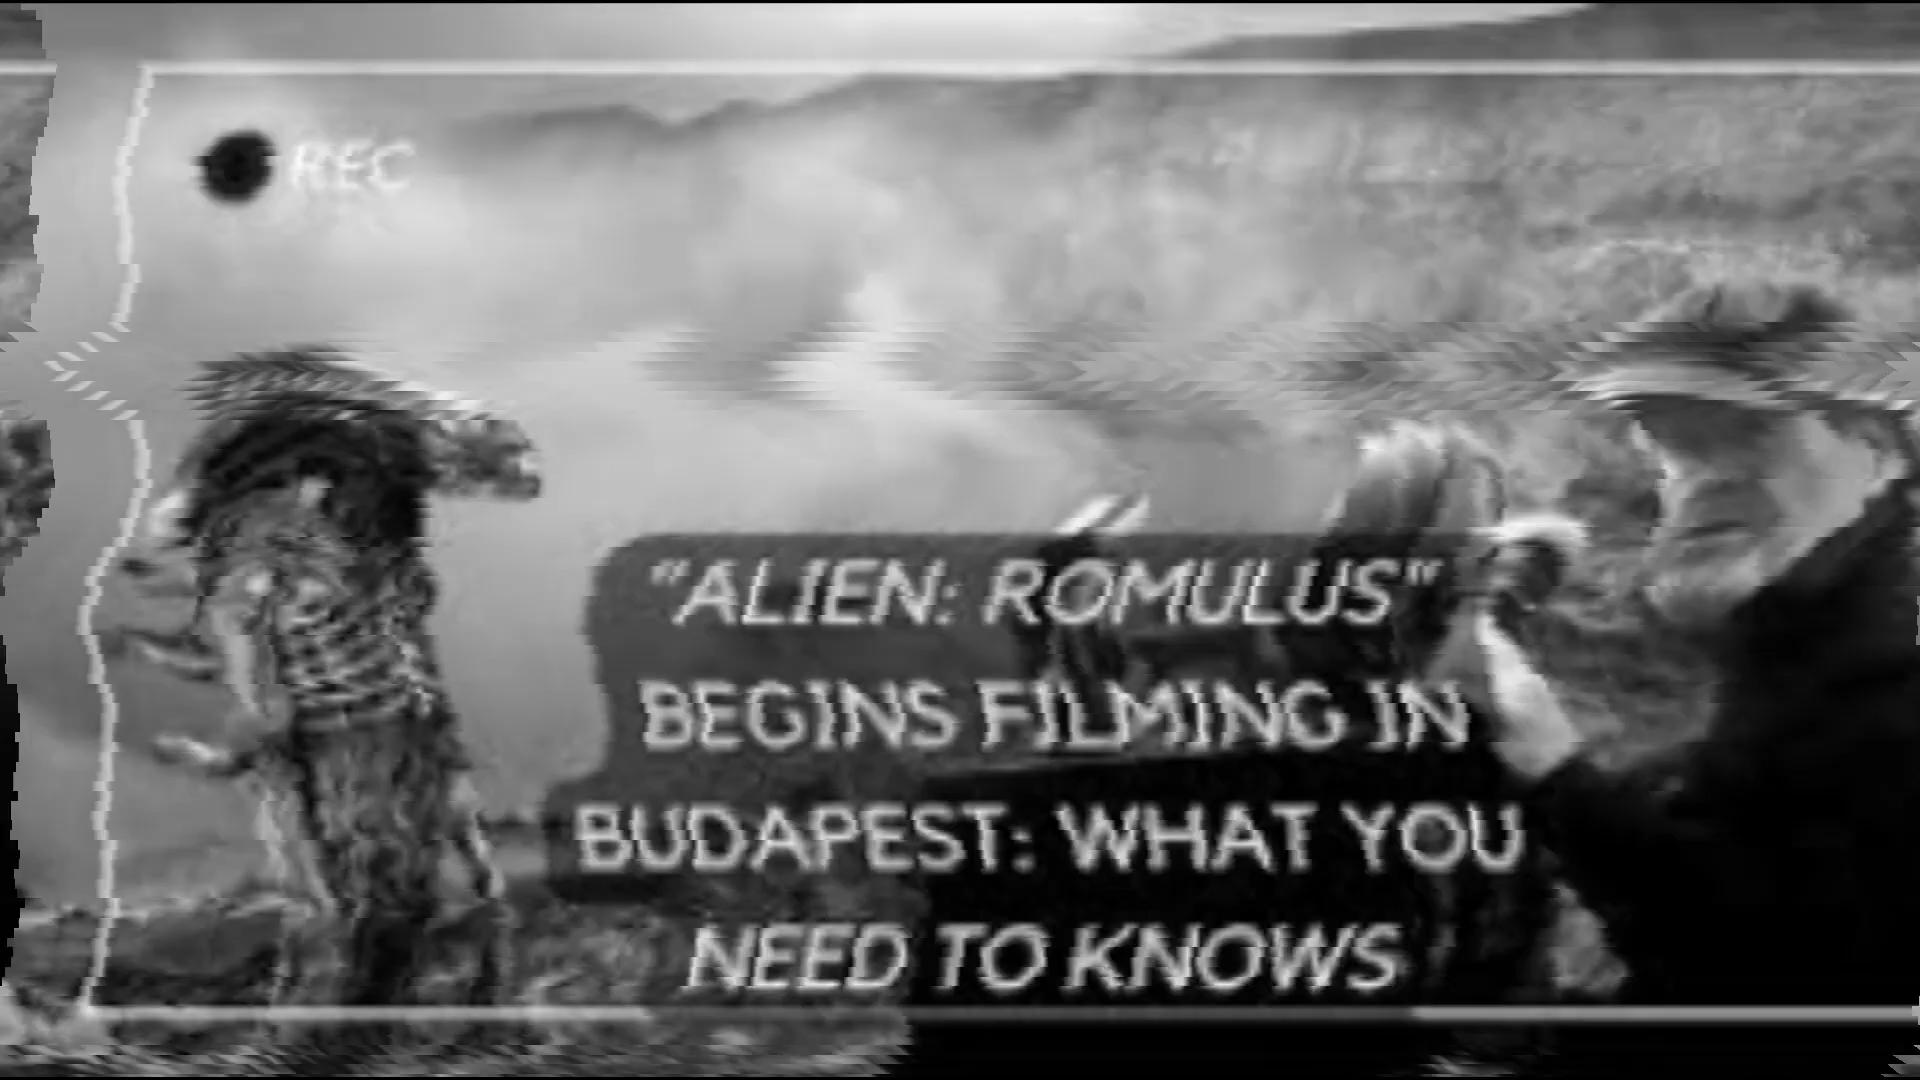 REC
"ALIEN: ROMULUS"
BEGINS FILMING IN
BUDAPEST: WHAT YOU
NEED TO KNOWS